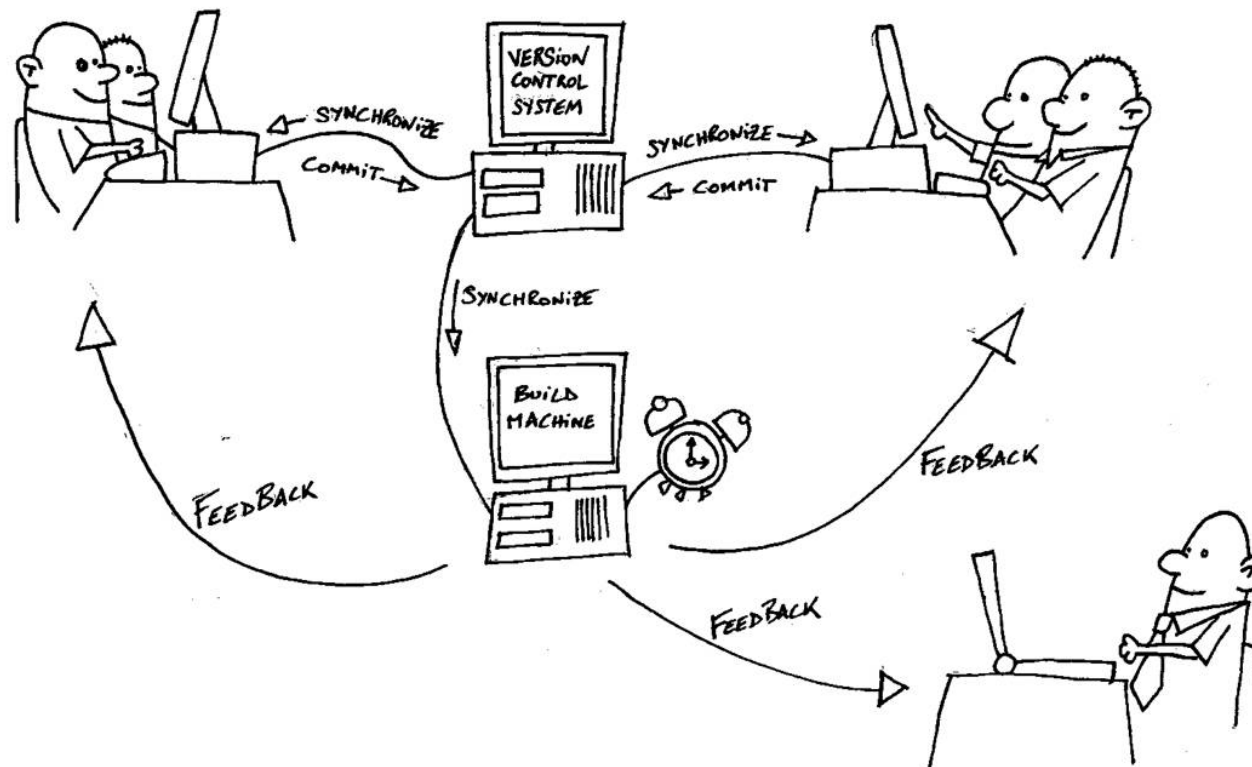 VERSION
CONTROL
SYSTEM
SYNCHRONIZE
COMMIT
SYNCHRONIZE
COMMIT
SYNCHRONIZE
BUILD
MACHINE
FEEDBACK
FEEDBACK
FEEDBACK